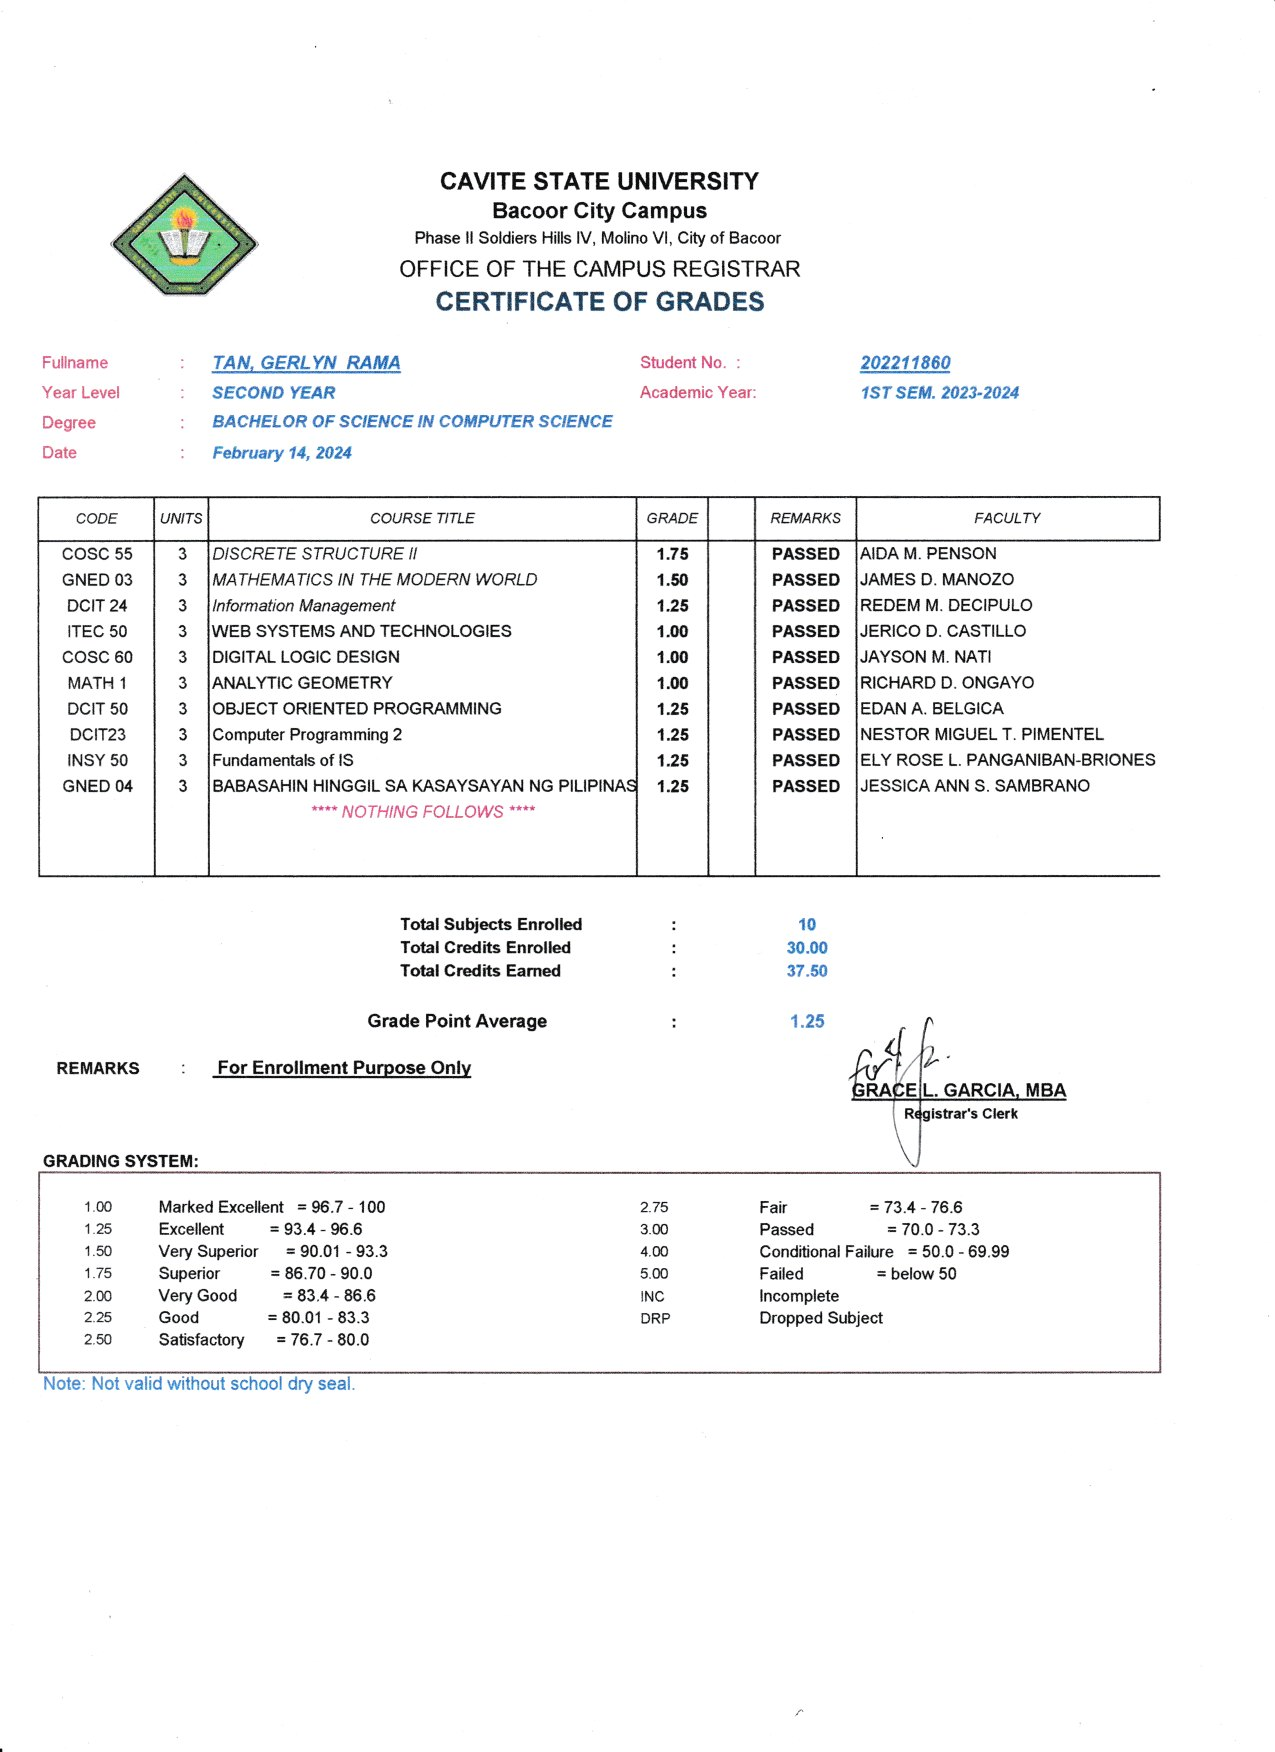 CAVITE STATE UNIVERSITY
Bacoor City Campus
Phase II Soldiers Hills IV, Molino VI, City of Bacoor
OFFICE OF THE CAMPUS REGISTRAR
CERTIFICATE OF GRADES
Fullname : TAN, GERLYN RAMA Student No. : 202211860
Year Level : SECOND YEAR Academic Year: 1ST SEM. 2023-2024
Degree : BACHELOR OF SCIENCE IN COMPUTER SCIENCE
Date : February 14, 2024
CODE UNITS COURSE TITLE GRADE REMARKS FACULTY
COSC 55 3 DISCRETE STRUCTURE II 1.75 PASSED AIDA M. PENSON
GNED 03 3 MATHEMATICS IN THE MODERN WORLD 1.50 PASSED JAMES D. MANOZO
DCIT 24 3 Information Management 1.25 PASSED REDEM M. DECIPULO
ITEC 50 3 WEB SYSTEMS AND TECHNOLOGIES 1.00 PASSED JERICO D. CASTILLO
COSC 60 3 DIGITAL LOGIC DESIGN 1.00 PASSED JAYSON M. NATI
MATH 1 3 ANALYTIC GEOMETRY 1.00 PASSED RICHARD D. ONGAYO
DCIT 50 3 OBJECT ORIENTED PROGRAMMING 1.25 PASSED EDAN A. BELGICA
DCIT23 3 Computer Programming 2 1.25 PASSED NESTOR MIGUEL T. PIMENTEL
INSY 50 3 Fundamentals of IS 1.25 PASSED ELY ROSE L. PANGANIBAN-BRIONES
GNED 04 3 BABASAHIN HINGGIL SA KASAYSAYAN NG PILIPINAS 1.25 PASSED JESSICA ANN S. SAMBRANO
**** NOTHING FOLLOWS ****
Total Subjects Enrolled : 10
Total Credits Enrolled : 30.00
Total Credits Earned : 37.50
Grade Point Average : 1.25
REMARKS : For Enrollment Purpose Only
for
GRACE L. GARCIA, MBA
Registrar's Clerk
GRADING SYSTEM:
1.00 Marked Excellent = 96.7 - 100 2.75 Fair = 73.4 - 76.6
1.25 Excellent = 93.4 - 96.6 3.00 Passed = 70.0 - 73.3
1.50 Very Superior = 90.01 - 93.3 4.00 Conditional Failure = 50.0 - 69.99
1.75 Superior = 86.70 - 90.0 5.00 Failed = below 50
2.00 Very Good = 83.4 - 86.6 INC Incomplete
2.25 Good = 80.01 - 83.3 DRP Dropped Subject
2.50 Satisfactory = 76.7 - 80.0
Note: Not valid without school dry seal.